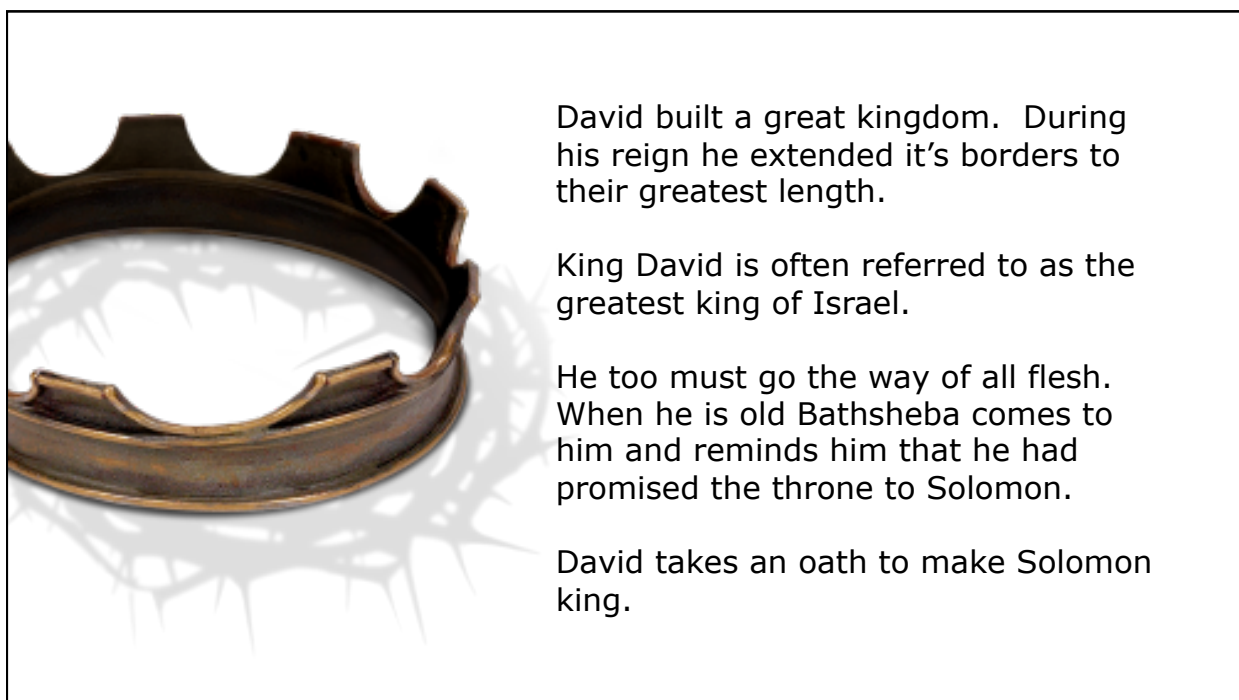 David built a great kingdom.  During
his reign he extended it’s borders to
their greatest length.
King David is often referred to as the
greatest king of Israel.
He too must go the way of all flesh.
When he is old Bathsheba comes to
him and reminds him that he had
promised the throne to Solomon.
David takes an oath to make Solomon
king.